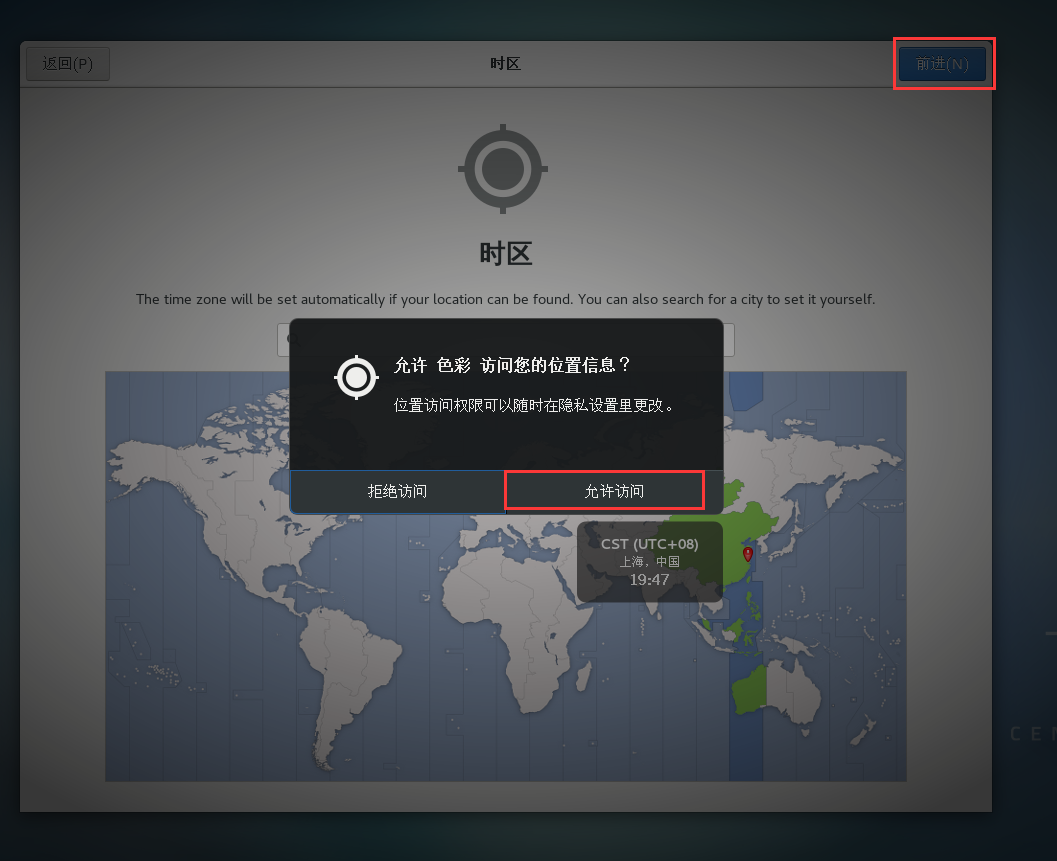 返回(P)
时区
前进(N)
时区
The time zone will be set automatically if your location can be found. You can also search for a city to set it yourself.
允许 色彩 访问您的位置信息？
位置访问权限可以随时在隐私设置里更改。
拒绝访问
允许访问
CST (UTC+08)
上海，中国
19:47
C E